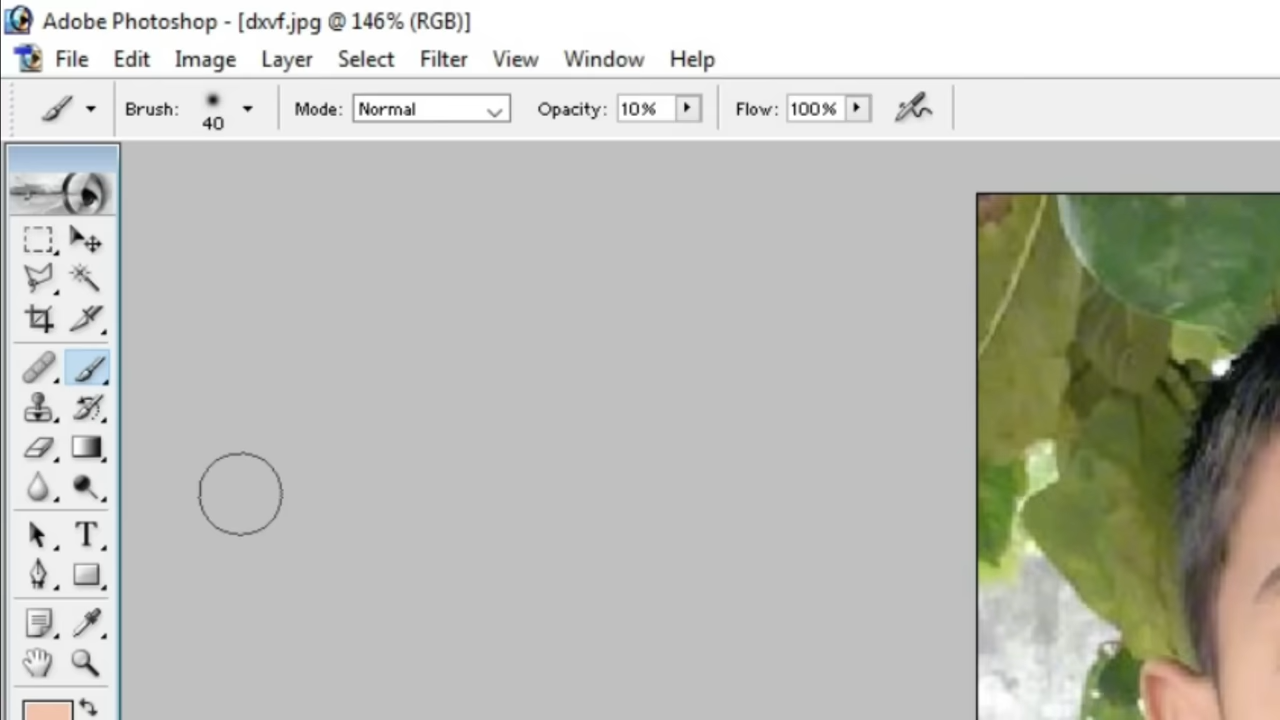 Adobe Photoshop - [dxvf.jpg @ 146% (RGB)]
File Edit Image Layer Select Filter View Window Help
Brush: 40 Mode: Normal Opacity: 10% Flow: 100%
T